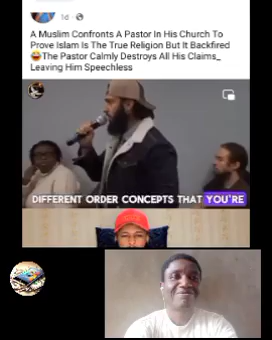 1d
A Muslim Confronts A Pastor In His Church To
Prove Islam Is The True Religion But It Backfired
😂The Pastor Calmly Destroys All His Claims_
Leaving Him Speechless
DIFFERENT ORDER CONCEPTS THAT YOU'RE